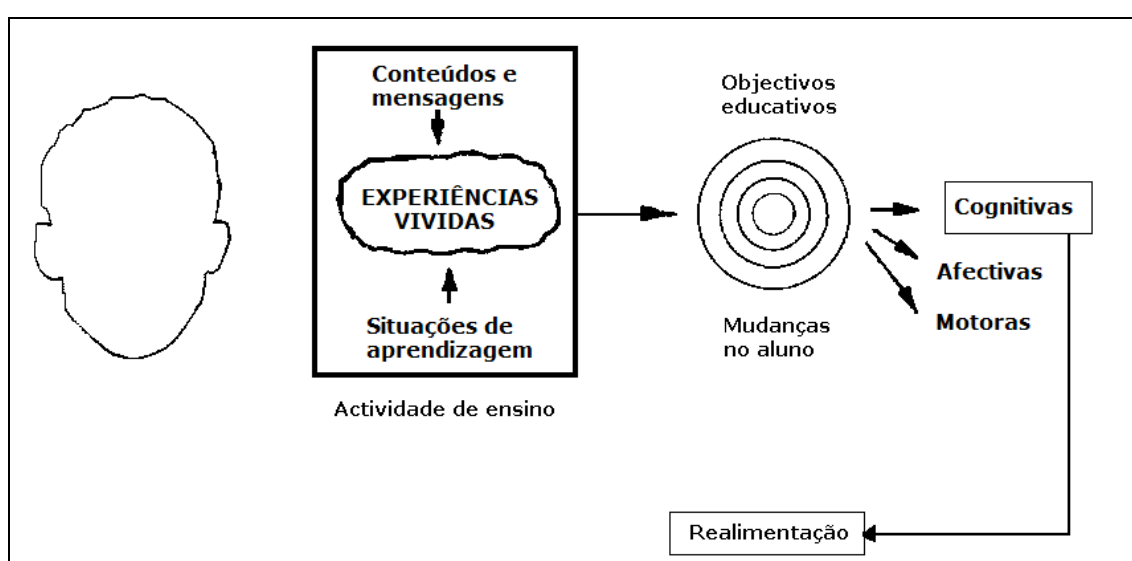 Conteúdos e
mensagens
EXPERIÊNCIAS
VIVIDAS
Situações de
aprendizagem
Actividade de ensino
Objectivos
educativos
Mudanças
no aluno
Cognitivas
Afectivas
Motoras
Realimentação